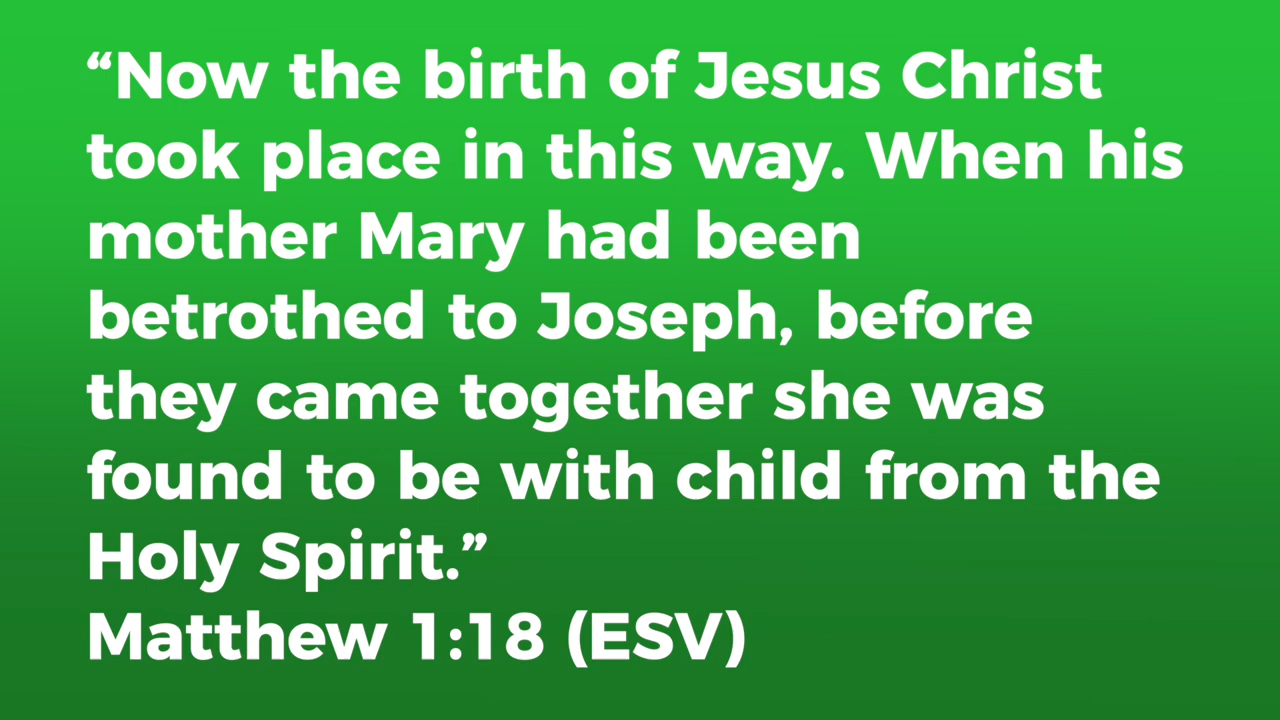 “Now the birth of Jesus Christ
took place in this way. When his
mother Mary had been
betrothed to Joseph, before
they came together she was
found to be with child from the
Holy Spirit.”
Matthew 1:18 (ESV)